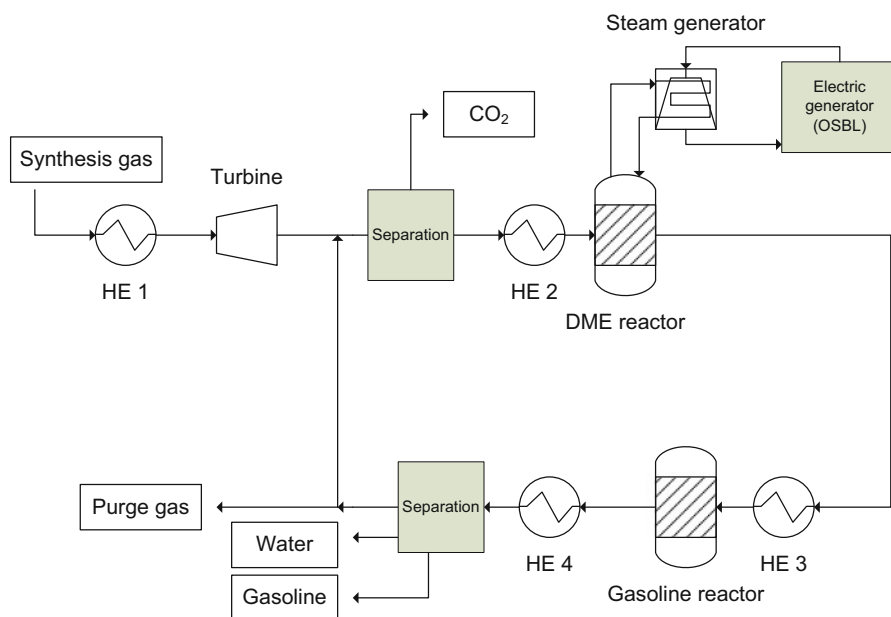 Steam generator
Electric
generator
(OSBL)
CO₂
Synthesis gas
Turbine
Separation
HE 1
HE 2
DME reactor
Purge gas
Separation
Water
HE 4
HE 3
Gasoline
Gasoline reactor